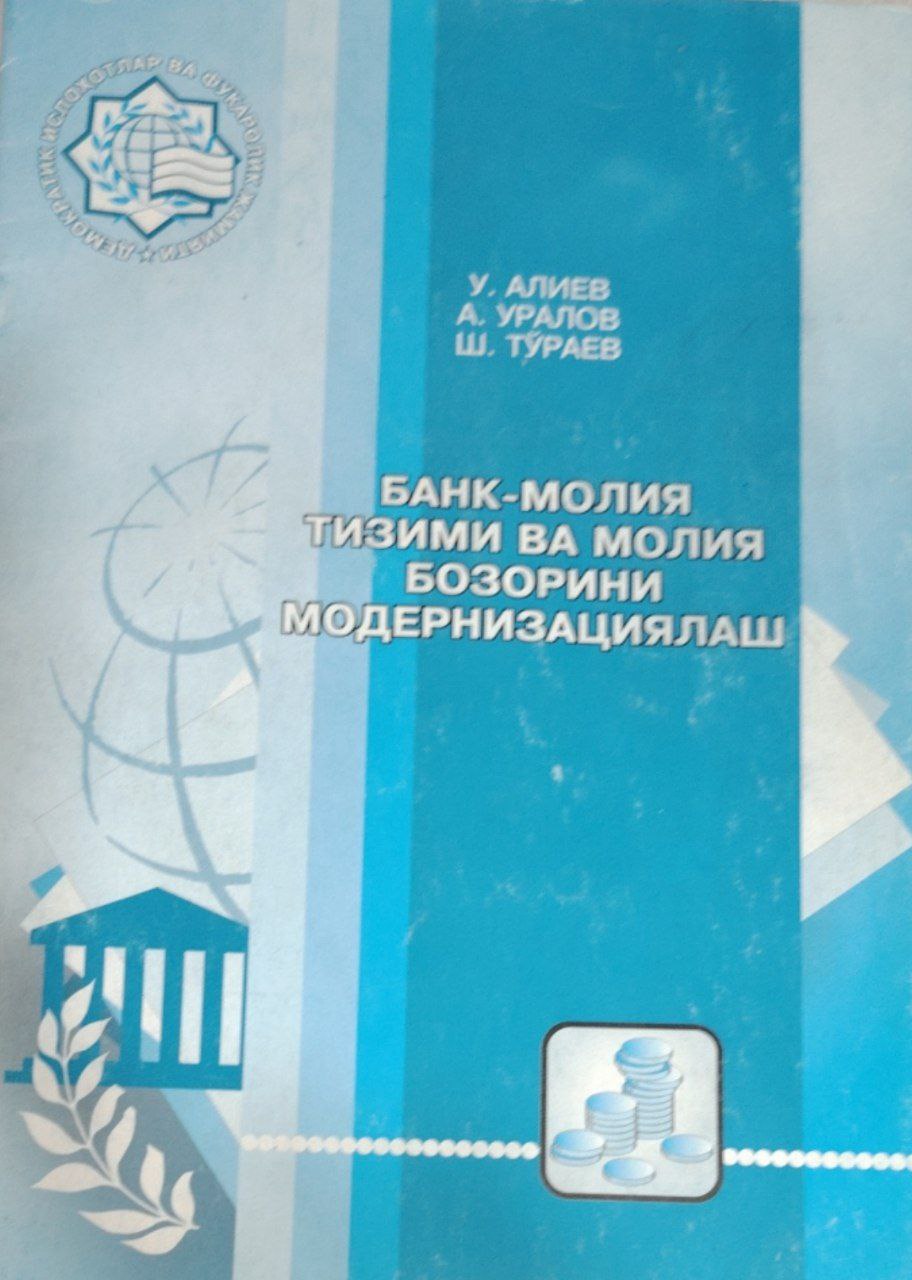 ДЕМОКРАТИК ИСЛОҲОТЛАР ВА ФУҚАРОЛИК ЖАМИЯТИ
У. АЛИЕВ
А. УРАЛОВ
Ш. ТЎРАЕВ
БАНК-МОЛИЯ
ТИЗИМИ ВА МОЛИЯ
БОЗОРИНИ
МОДЕРНИЗАЦИЯЛАШ